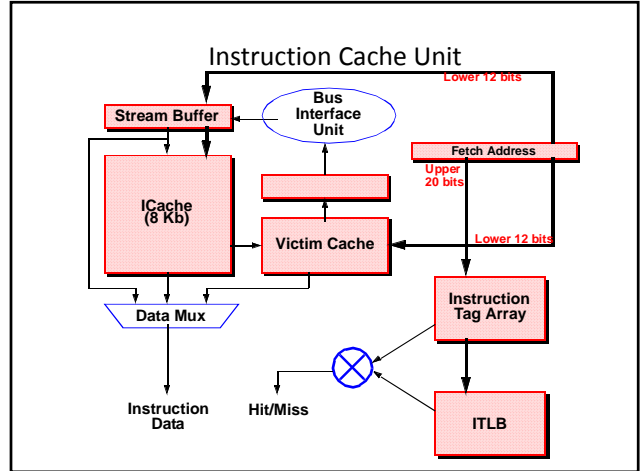 Instruction Cache Unit
Lower 12 bits
Bus
Interface
Unit
Stream Buffer
Fetch Address
Upper
20 bits
ICache
(8 Kb)
Victim Cache
Lower 12 bits
Instruction
Tag Array
Data Mux
Instruction
Data
Hit/Miss
ITLB